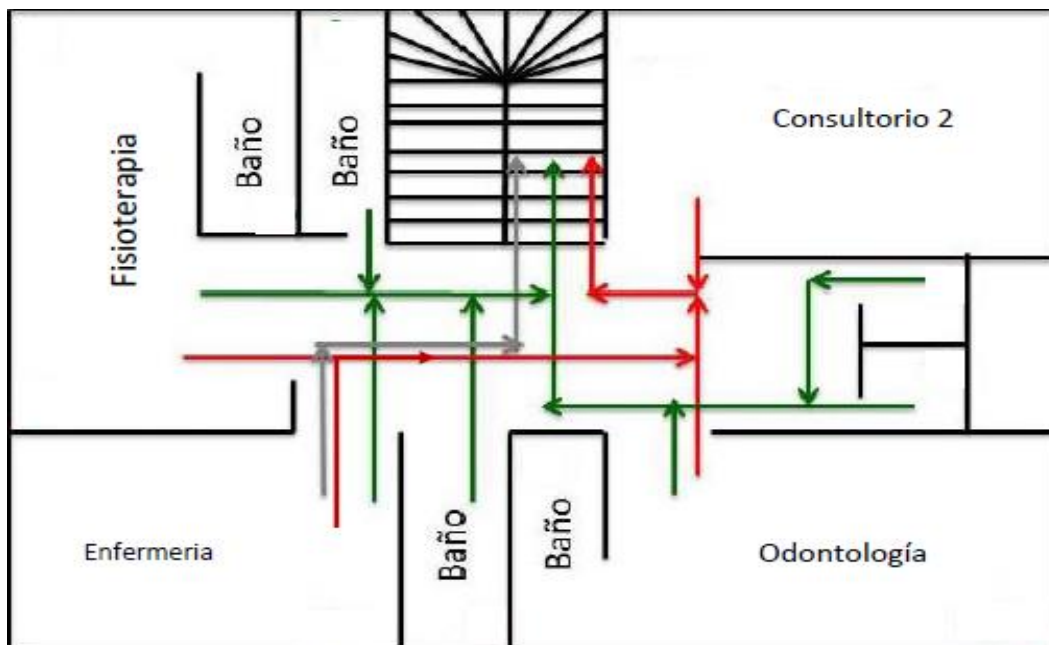 Baño
Baño
Consultorio 2
Fisioterapia
Enfermeria
Baño
Baño
Odontología